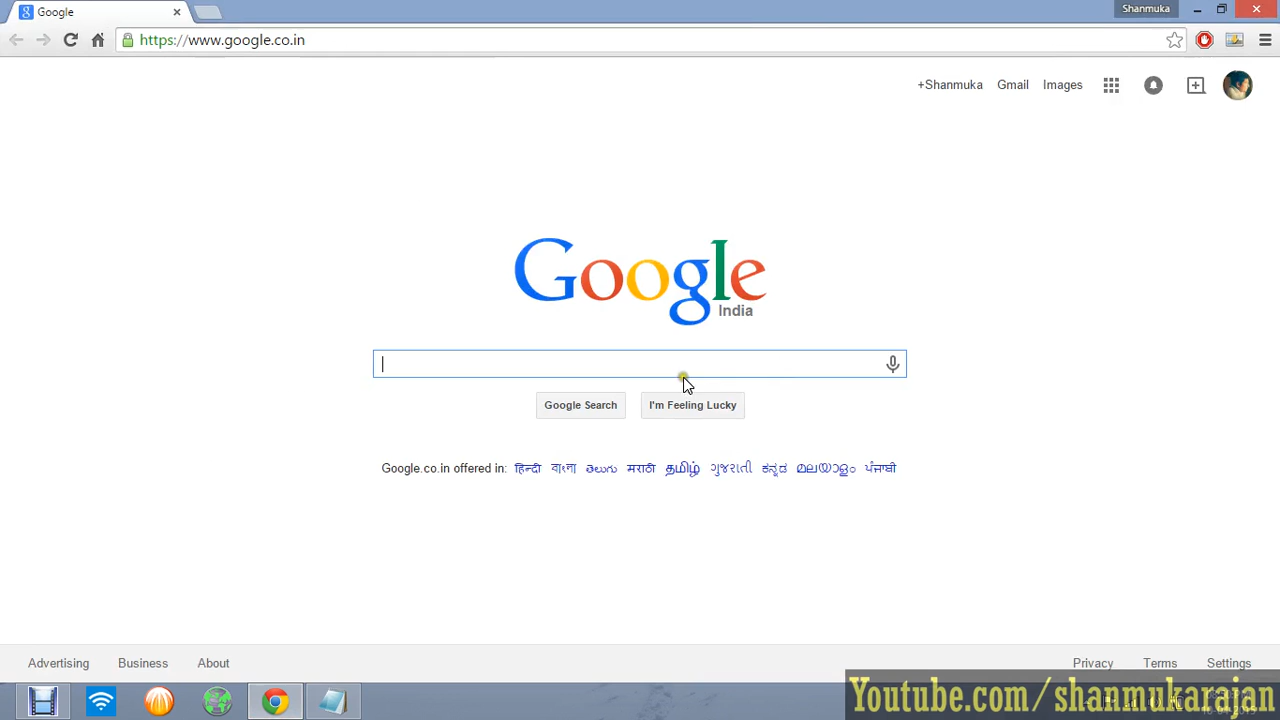 Google
Shanmuka
https://www.google.co.in
+Shanmuka Gmail Images
Google
India
Google Search I'm Feeling Lucky
Google.co.in offered in: हिन्दी বাংলা తెలుగు मराठी தமிழ் ગુજરાતી ಕನ್ನಡ മലയാളം ਪੰਜਾਬੀ
Advertising Business About Privacy Terms Settings
Youtube.com/shanmukardian